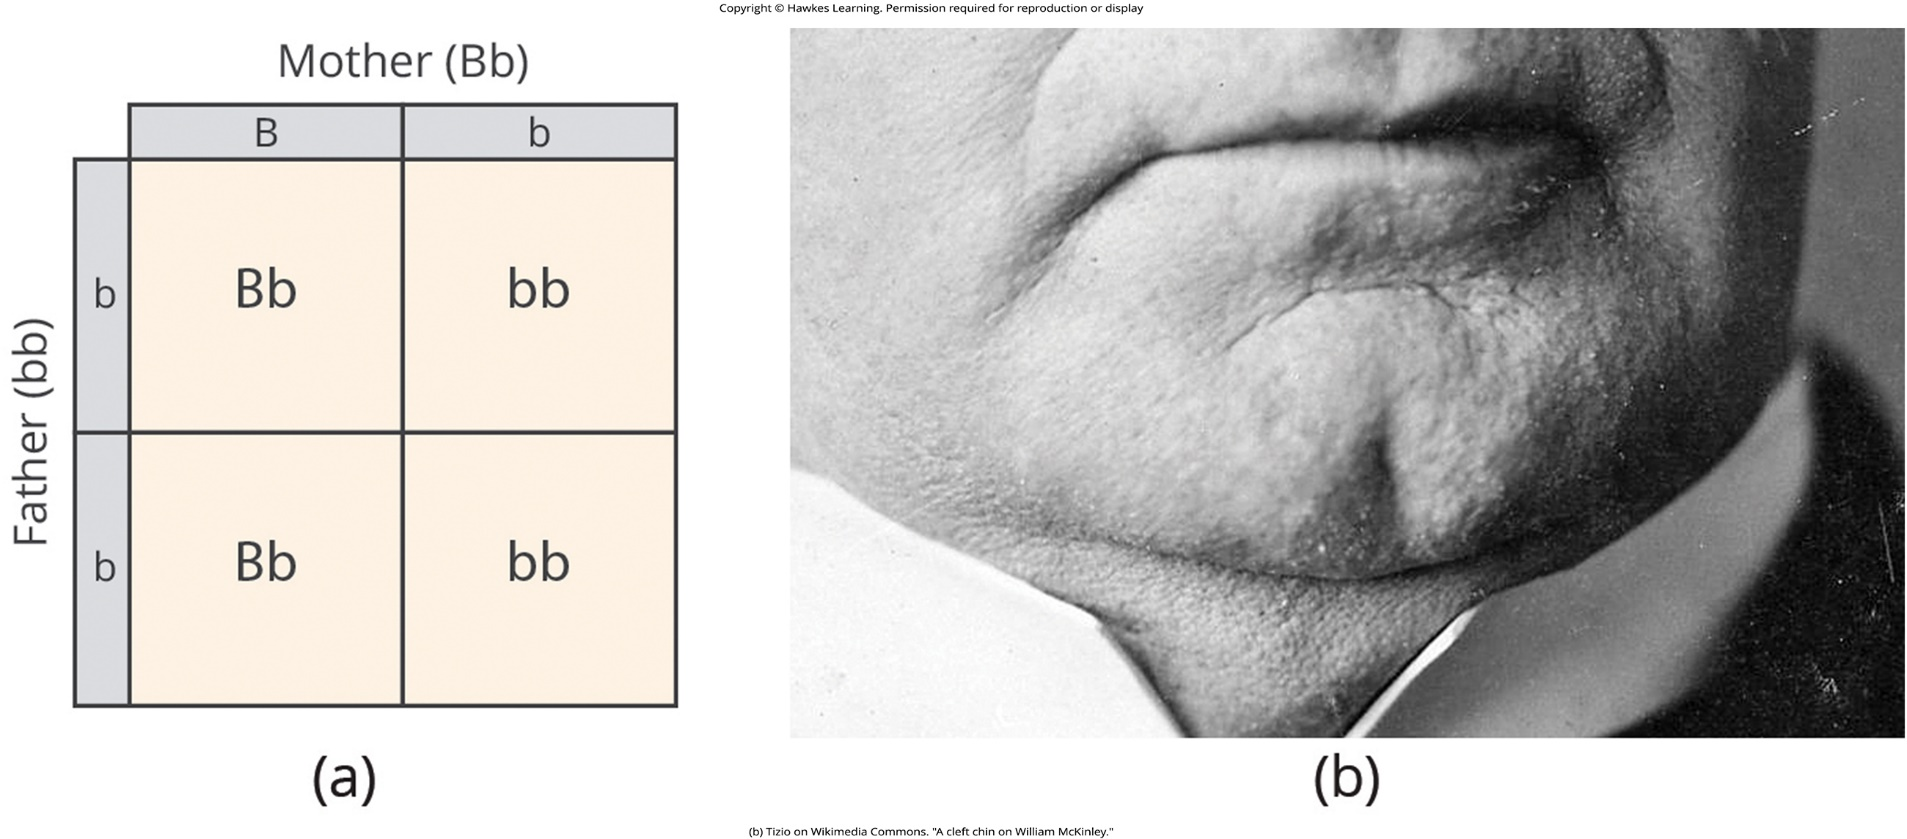 Copyright © Hawkes Learning. Permission required for reproduction or display
Mother (Bb)
B b
Father (bb)
b Bb bb
b Bb bb
(a)
(b)
(b) Tizio on Wikimedia Commons. "A cleft chin on William McKinley."